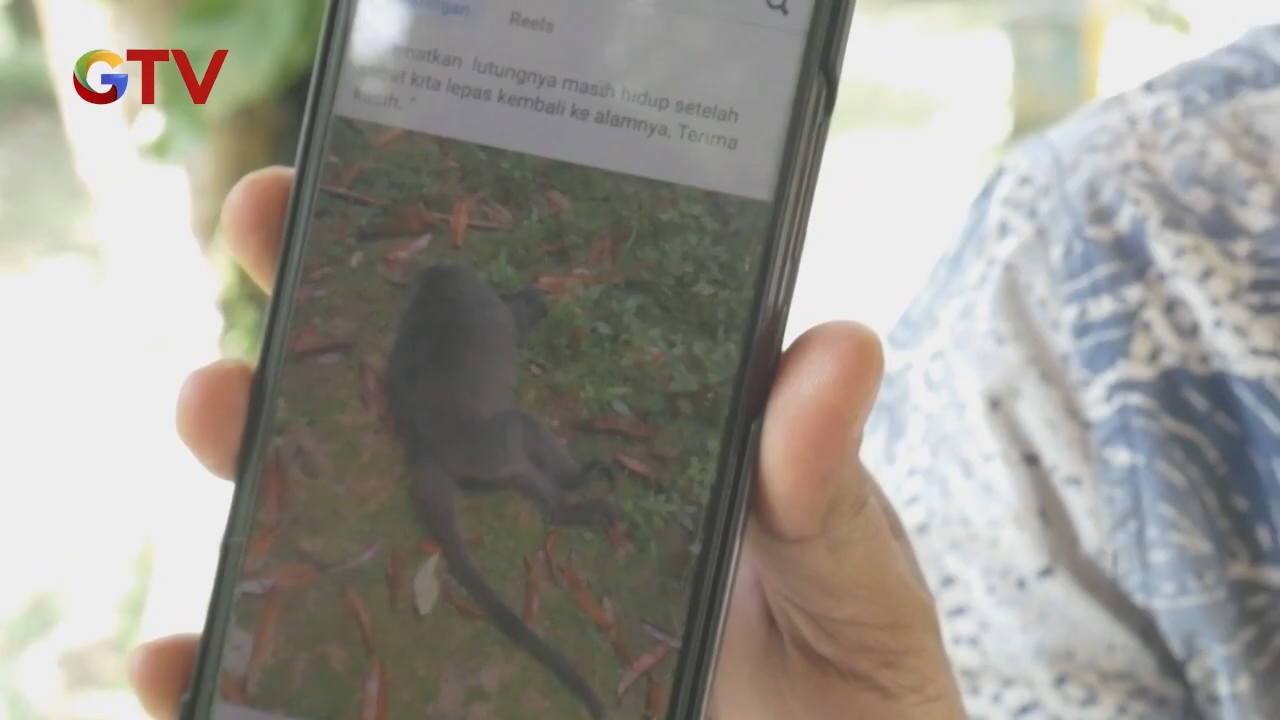 GTV
Reels
matkan lutungnya masih hidup setelah
kita lepas kembali ke alamnya, Terima
kasih. "